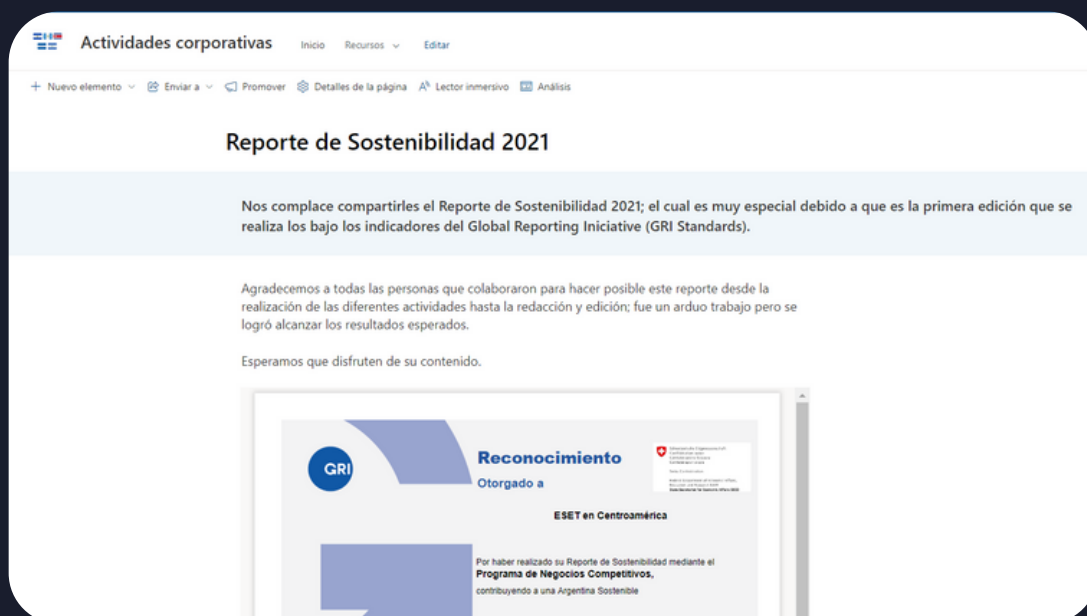 Actividades corporativas Inicio Recursos Editar
+ Nuevo elemento Enviar a Promover Detalles de la página Lector inmersivo Análisis
Reporte de Sostenibilidad 2021
Nos complace compartirles el Reporte de Sostenibilidad 2021; el cual es muy especial debido a que es la primera edición que se
realiza los bajo los indicadores del Global Reporting Iniciative (GRI Standards).
Agradecemos a todas las personas que colaboraron para hacer posible este reporte desde la
realización de las diferentes actividades hasta la redacción y edición; fue un arduo trabajo pero se
logró alcanzar los resultados esperados.
Esperamos que disfruten de su contenido.
GRI
Reconocimiento
Otorgado a
ESET en Centroamérica
Por haber realizado su Reporte de Sostenibilidad mediante el
Programa de Negocios Competitivos,
contribuyendo a una Argentina Sostenible